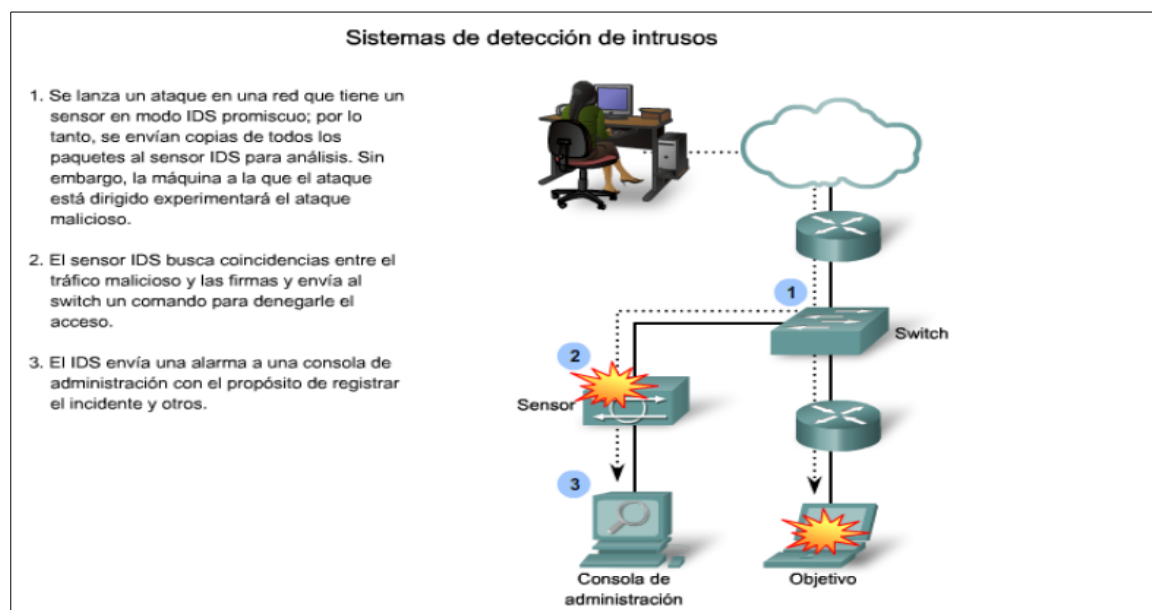 Sistemas de detección de intrusos
1. Se lanza un ataque en una red que tiene un
sensor en modo IDS promiscuo; por lo
tanto, se envían copias de todos los
paquetes al sensor IDS para análisis. Sin
embargo, la máquina a la que el ataque
está dirigido experimentará el ataque
malicioso.
2. El sensor IDS busca coincidencias entre el
tráfico malicioso y las firmas y envía al
switch un comando para denegarle el
acceso.
3. El IDS envía una alarma a una consola de
administración con el propósito de registrar
el incidente y otros.
1
Switch
2
Sensor
3
Consola de
administración
Objetivo